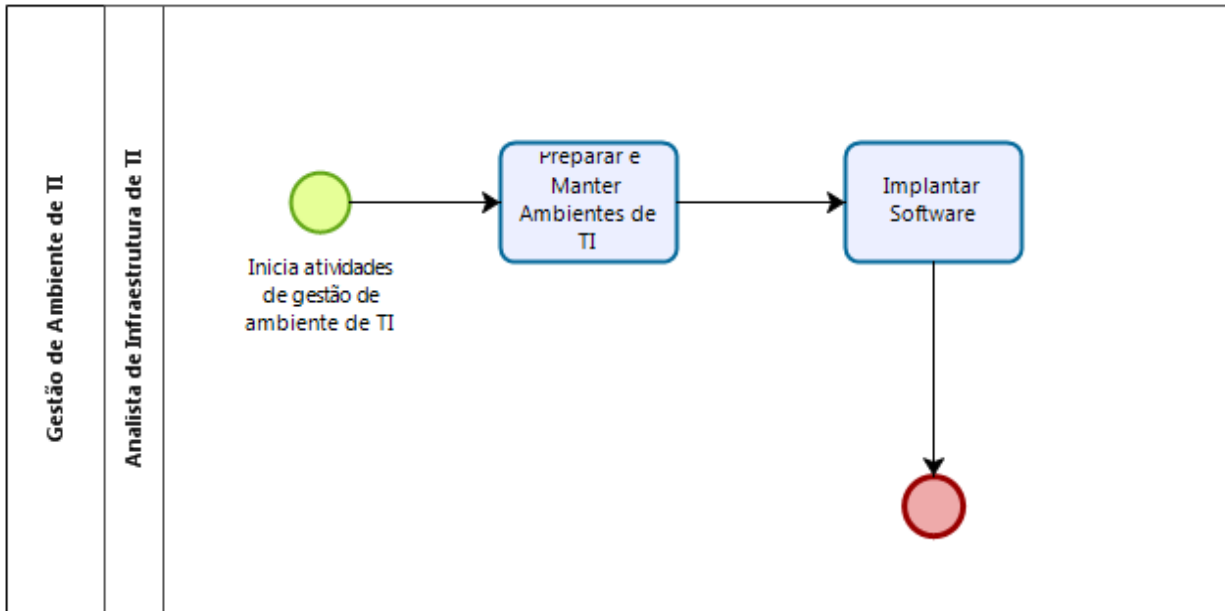 Gestão de Ambiente de TI
Analista de Infraestrutura de TI
Inicia atividades
de gestão de
ambiente de TI
Preparar e
Manter
Ambientes de
TI
Implantar
Software